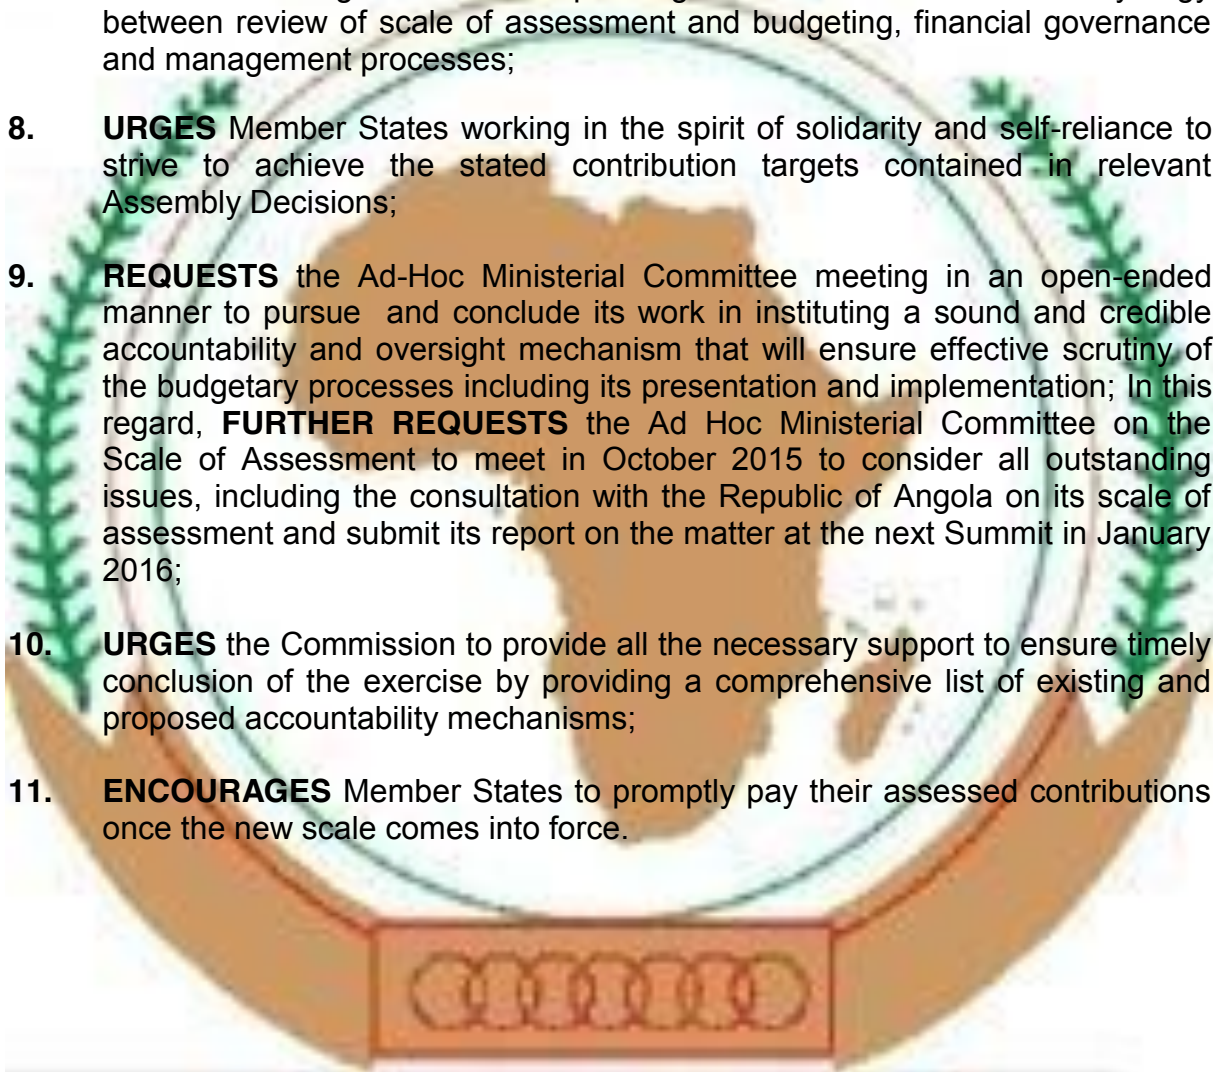 between review of scale of assessment and budgeting, financial governance
and management processes;
8. URGES Member States working in the spirit of solidarity and self-reliance to
strive to achieve the stated contribution targets contained in relevant
Assembly Decisions;
9. REQUESTS the Ad-Hoc Ministerial Committee meeting in an open-ended
manner to pursue and conclude its work in instituting a sound and credible
accountability and oversight mechanism that will ensure effective scrutiny of
the budgetary processes including its presentation and implementation; In this
regard, FURTHER REQUESTS the Ad Hoc Ministerial Committee on the
Scale of Assessment to meet in October 2015 to consider all outstanding
issues, including the consultation with the Republic of Angola on its scale of
assessment and submit its report on the matter at the next Summit in January
2016;
10. URGES the Commission to provide all the necessary support to ensure timely
conclusion of the exercise by providing a comprehensive list of existing and
proposed accountability mechanisms;
11. ENCOURAGES Member States to promptly pay their assessed contributions
once the new scale comes into force.